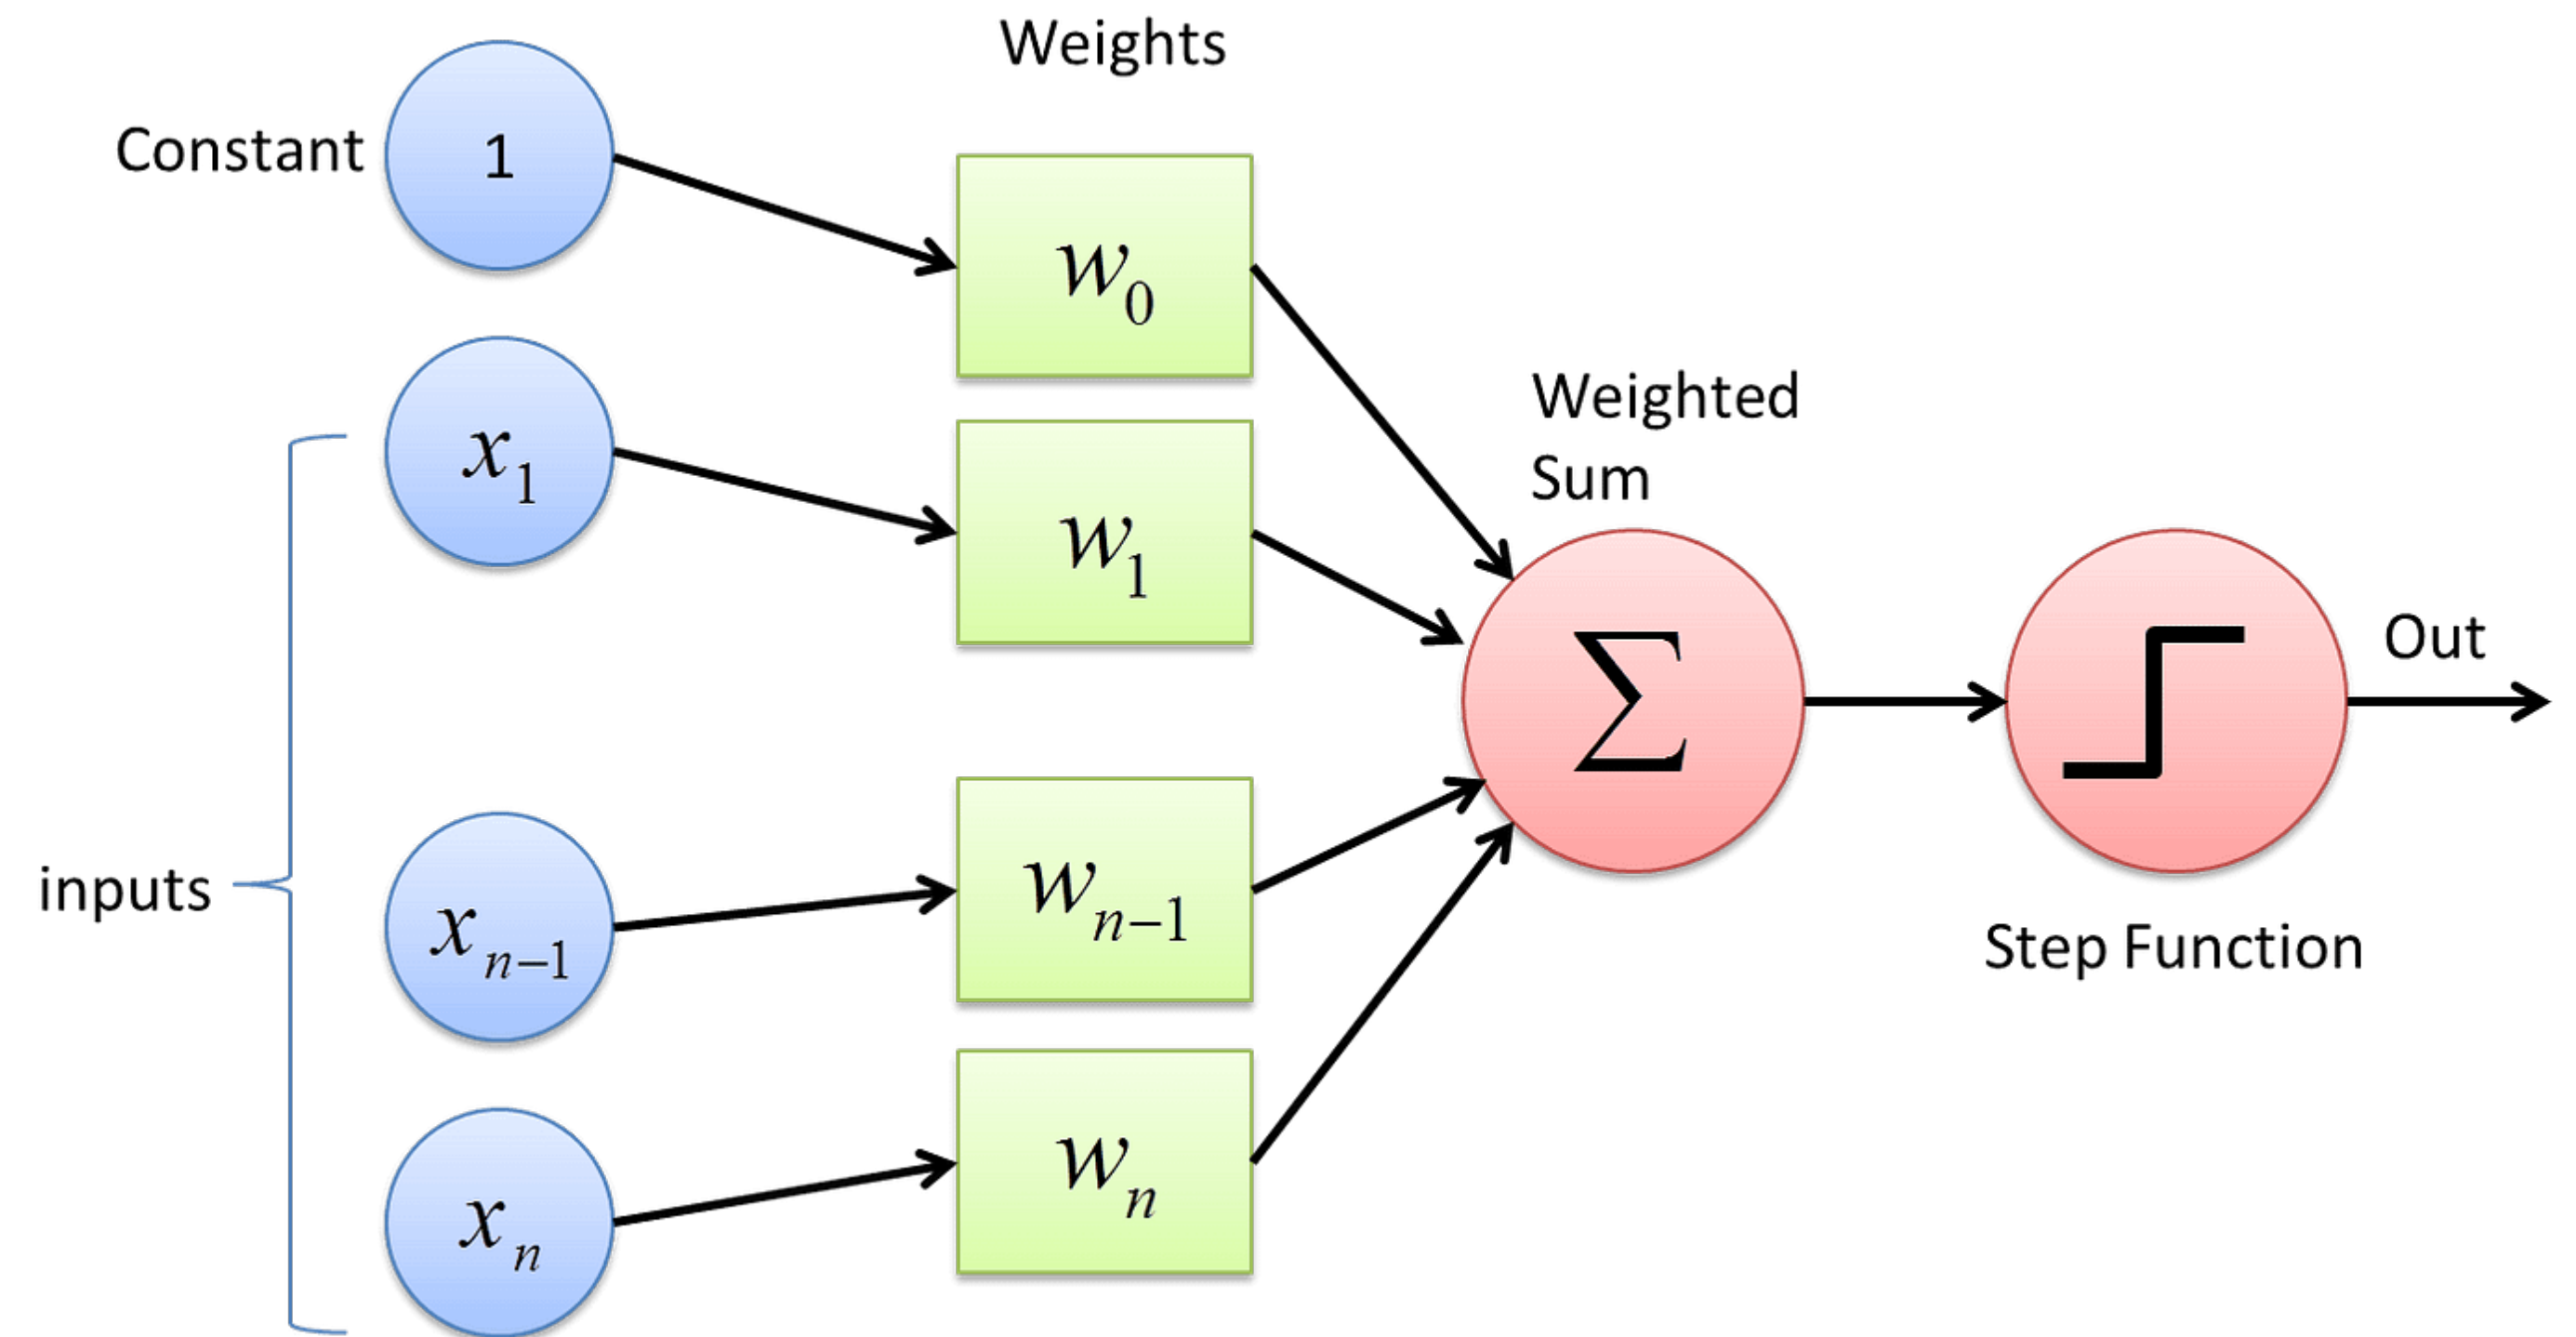 Weights
Constant
1
w0
x1
w1
Weighted
Sum
Σ
Out
inputs
xn−1
wn−1
Step Function
xn
wn